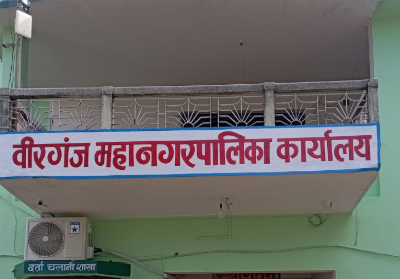 वीरगंज महानगरपालिका कार्यालय
दर्ता चलानी शाखा